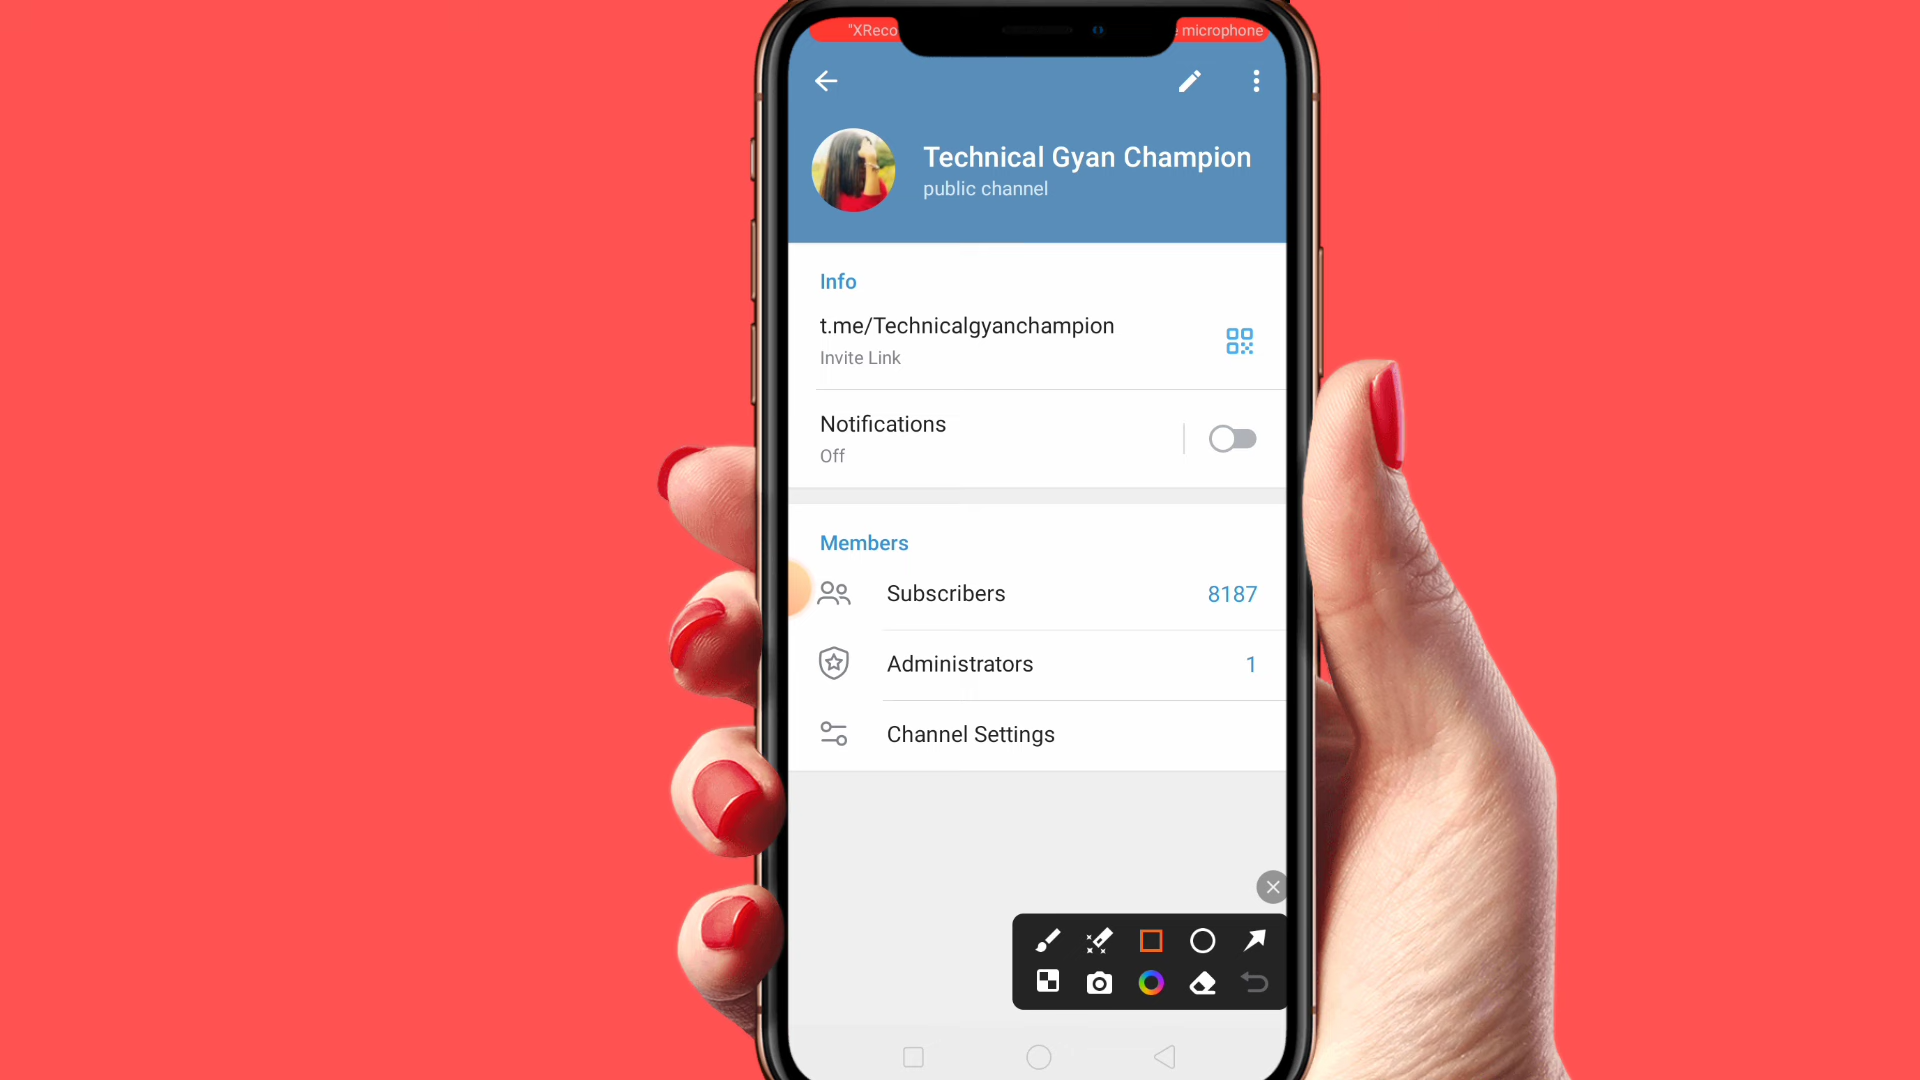 "XReco
microphone
Technical Gyan Champion
public channel
Info
t.me/Technicalgyanchampion
Invite Link
Notifications
Off
Members
Subscribers 8187
Administrators 1
Channel Settings